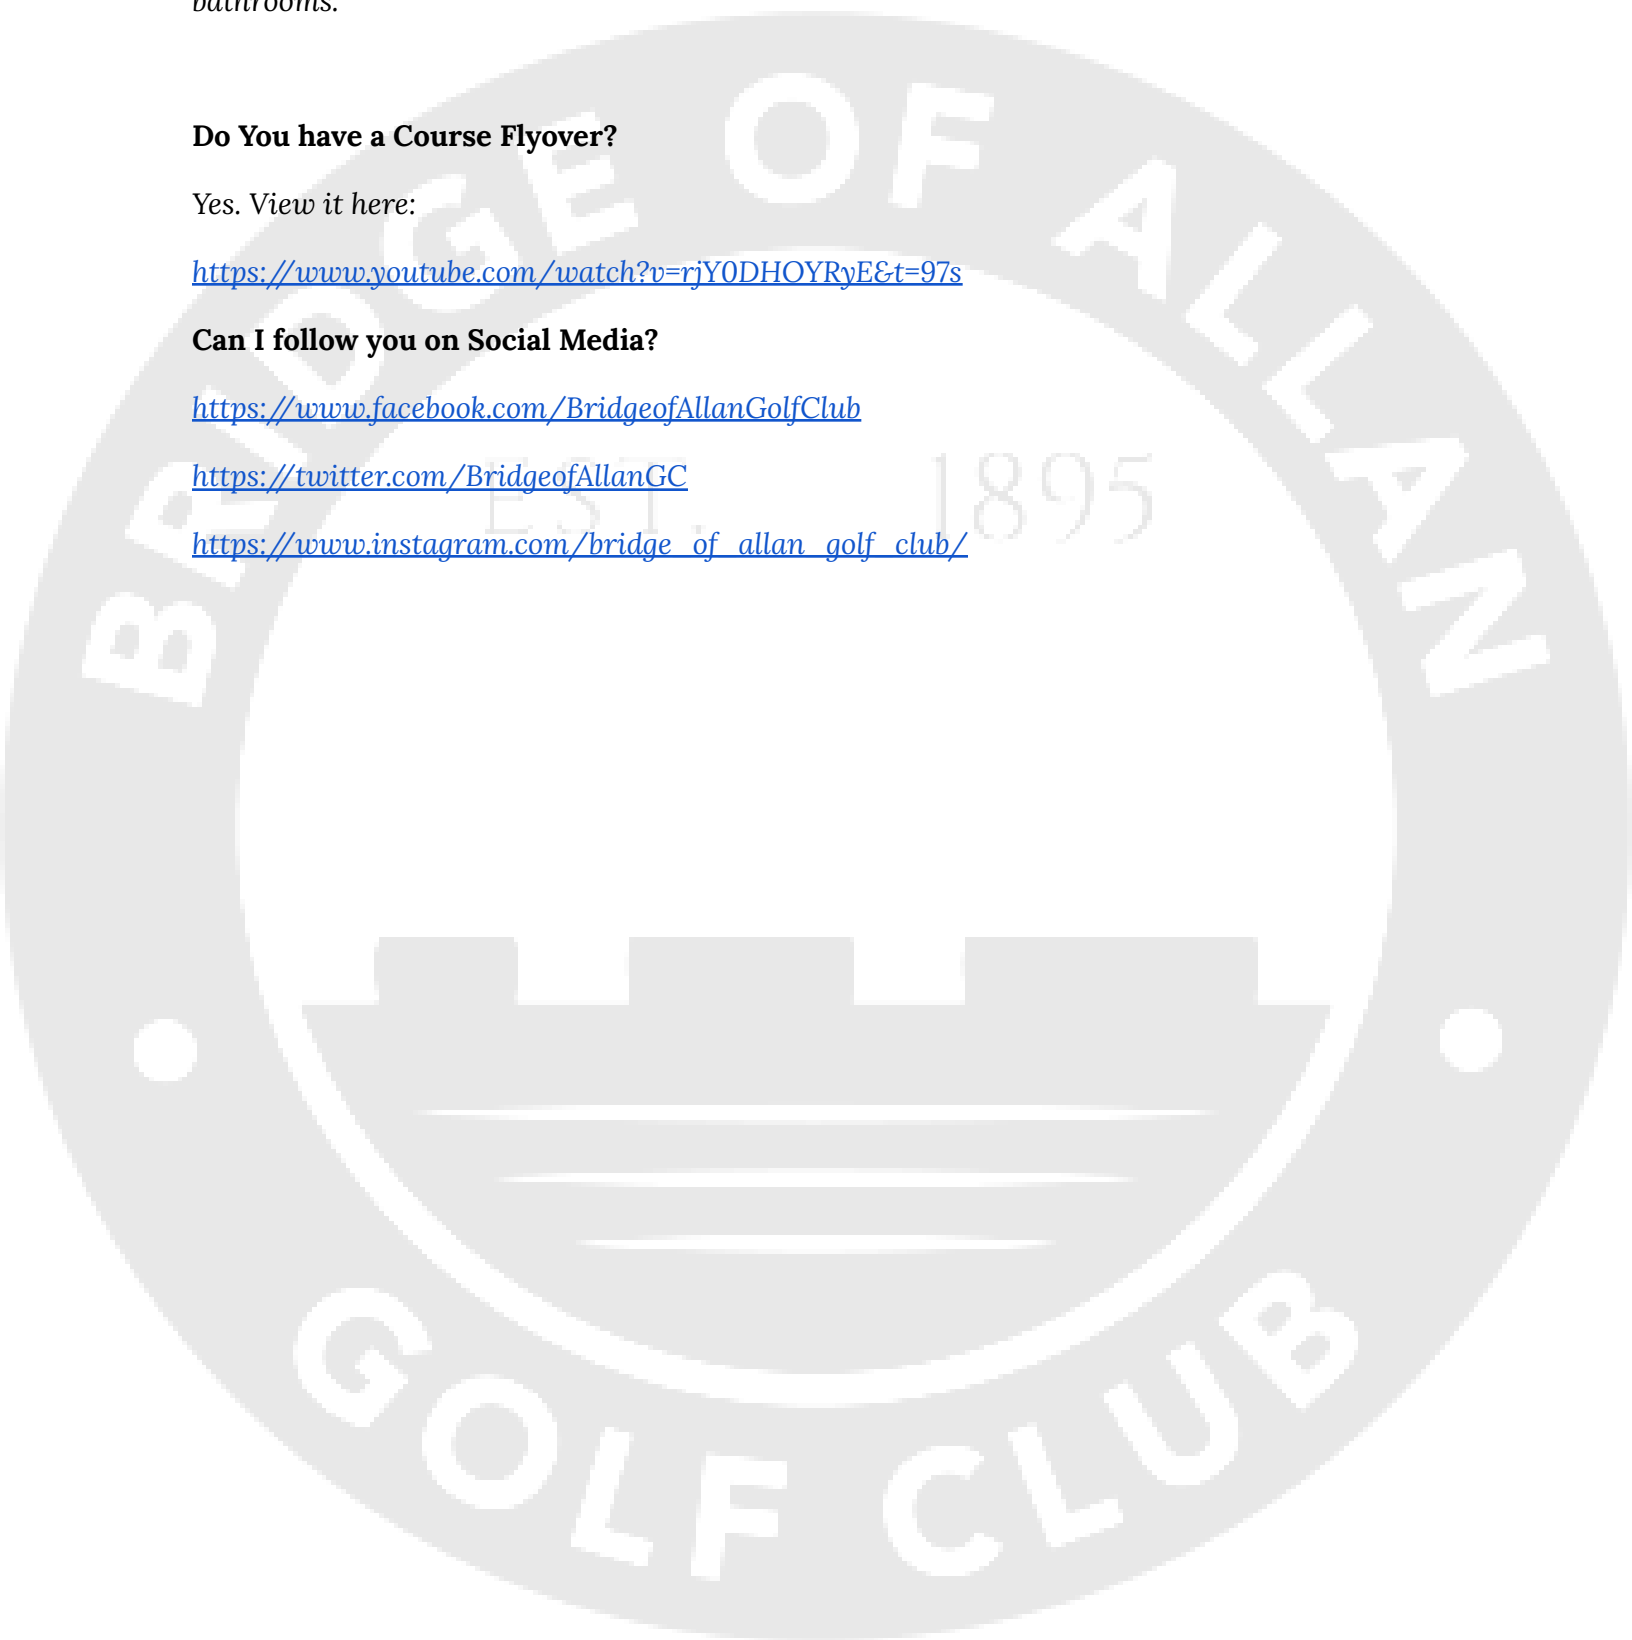 bathrooms.
Do You have a Course Flyover?
Yes. View it here:
https://www.youtube.com/watch?v=rjY0DHOYRyE&t=97s
Can I follow you on Social Media?
https://www.facebook.com/BridgeofAllanGolfClub
https://twitter.com/BridgeofAllanGC
https://www.instagram.com/bridge_of_allan_golf_club/
BRIDGE OF ALLAN
EST. 1895
GOLF CLUB